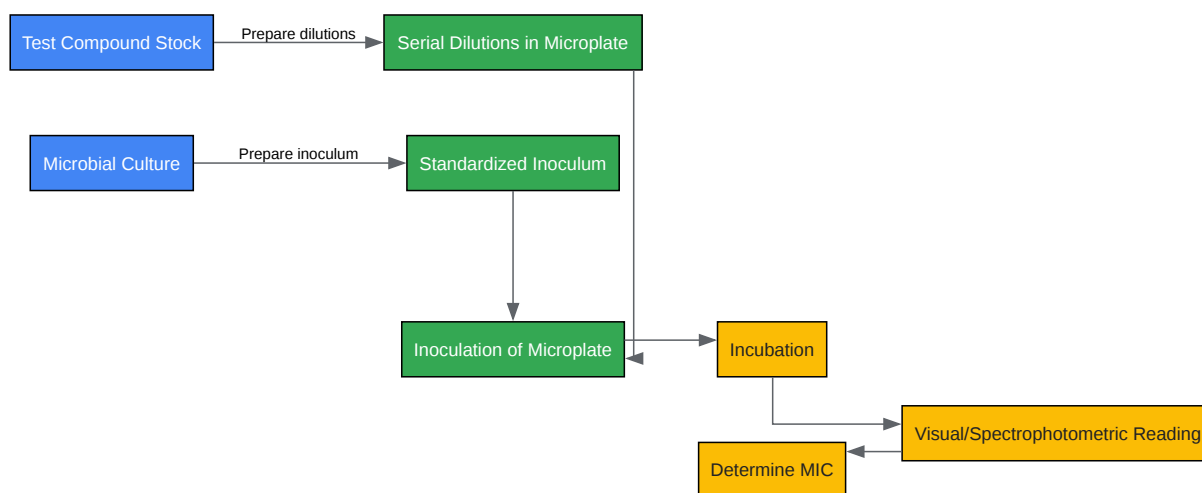 Test Compound Stock
Prepare dilutions
Serial Dilutions in Microplate
Microbial Culture
Prepare inoculum
Standardized Inoculum
Inoculation of Microplate
Incubation
Visual/Spectrophotometric Reading
Determine MIC